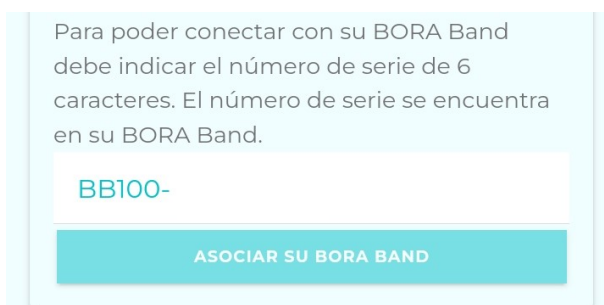 Para poder conectar con su BORA Band
debe indicar el número de serie de 6
caracteres. El número de serie se encuentra
en su BORA Band.
BB100-
ASOCIAR SU BORA BAND